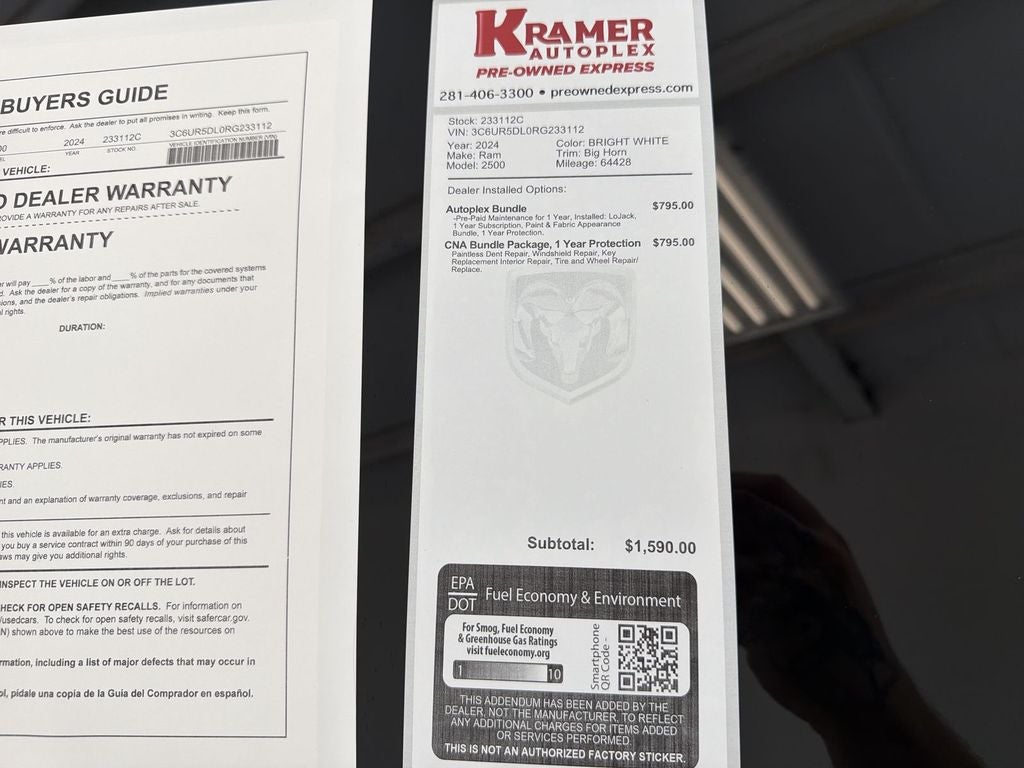 BUYERS GUIDE
difficult to enforce. Ask the dealer to put all promises in writing. Keep this form.
2024 233112C 3C6UR5DL0RG233112
YEAR STOCK NO. VEHICLE IDENTIFICATION NUMBER (VIN)
VEHICLE:
DEALER WARRANTY
A WARRANTY FOR ANY REPAIRS AFTER SALE.
WARRANTY
will pay ____% of the labor and ____% of the parts for the covered systems
Ask the dealer for a copy of the warranty, and for any documents that
and the dealer's repair obligations. Implied warranties under your
rights.
DURATION:
THIS VEHICLE:
The manufacturer's original warranty has not expired on some
APPLIES.
and an explanation of warranty coverage, exclusions, and repair
this vehicle is available for an extra charge. Ask for details about
you buy a service contract within 90 days of your purchase of this
may give you additional rights.
INSPECT THE VEHICLE ON OR OFF THE LOT.
FOR OPEN SAFETY RECALLS. For information on
/usedcars. To check for open safety recalls, visit safercar.gov.
shown above to make the best use of the resources on
including a list of major defects that may occur in
pídale una copia de la Guía del Comprador en español.
KRAMER
AUTOPLEX
PRE-OWNED EXPRESS
281-406-3300 • preownedexpress.com
Stock: 233112C
VIN: 3C6UR5DL0RG233112
Year: 2024 Color: BRIGHT WHITE
Make: Ram Trim: Big Horn
Model: 2500 Mileage: 64428
Dealer Installed Options:
Autoplex Bundle $795.00
-Pre-Paid Maintenance for 1 Year, Installed: LoJack,
1 Year Subscription, Paint & Fabric Appearance
Bundle, 1 Year Protection.
CNA Bundle Package, 1 Year Protection $795.00
Paintless Dent Repair, Windshield Repair, Key
Replacement Interior Repair, Tire and Wheel Repair/
Replace.
Subtotal: $1,590.00
EPA
DOT Fuel Economy & Environment
For Smog, Fuel Economy
& Greenhouse Gas Ratings
visit fueleconomy.org
1 10
Smartphone
QR Code -
THIS ADDENDUM HAS BEEN ADDED BY THE
DEALER, NOT THE MANUFACTURER, TO REFLECT
ANY ADDITIONAL CHARGES FOR ITEMS ADDED
OR SERVICES PERFORMED.
THIS IS NOT AN AUTHORIZED FACTORY STICKER.